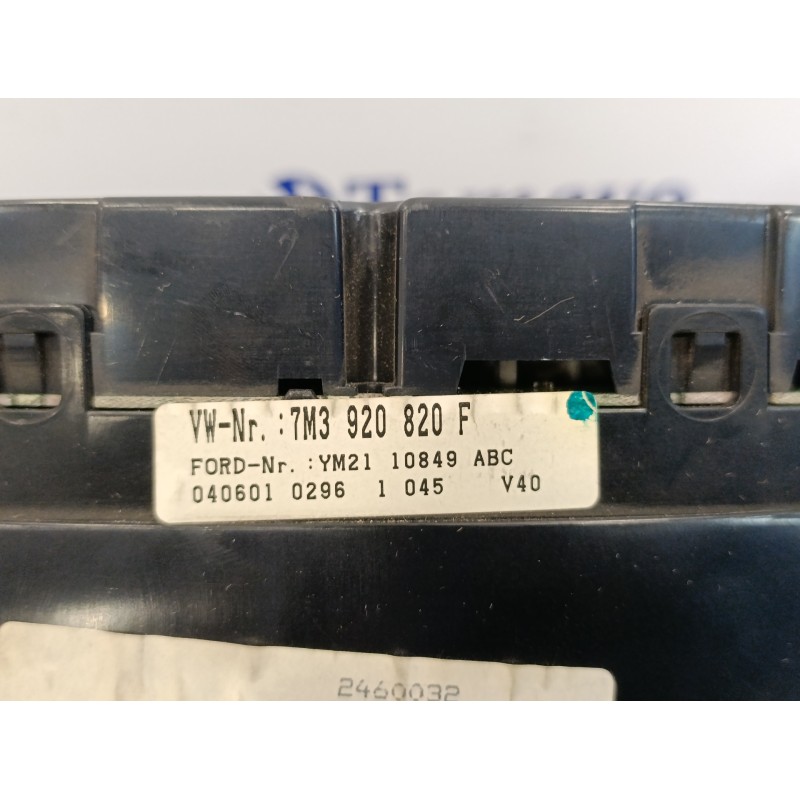 VW-Nr.:7M3 920 820 F
FORD-Nr.:YM21 10849 ABC
040601 0296 1 045 V40
2460032